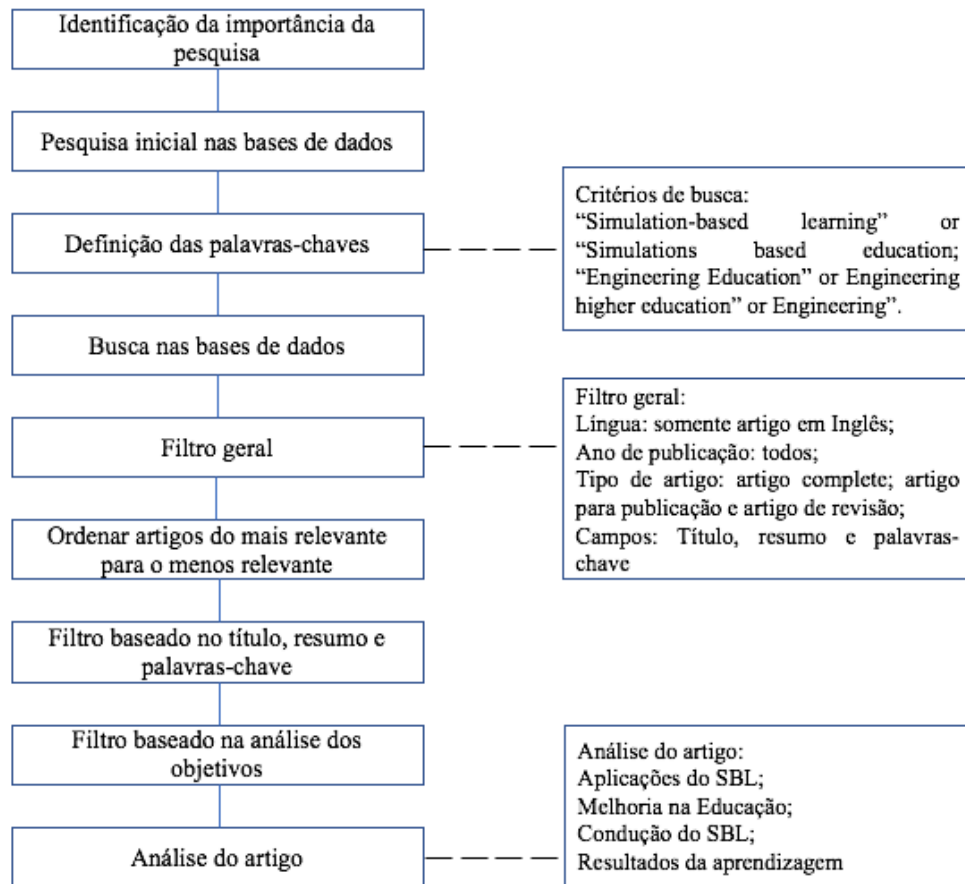 Identificação da importância da
pesquisa
Pesquisa inicial nas bases de dados
Definição das palavras-chaves
Critérios de busca:
“Simulation-based learning” or
“Simulations based education;
“Engineering Education” or Engineering
higher education” or Engineering”.
Busca nas bases de dados
Filtro geral
Filtro geral:
Língua: somente artigo em Inglês;
Ano de publicação: todos;
Tipo de artigo: artigo complete; artigo
para publicação e artigo de revisão;
Campos: Título, resumo e palavras-
chave
Ordenar artigos do mais relevante
para o menos relevante
Filtro baseado no título, resumo e
palavras-chave
Filtro baseado na análise dos
objetivos
Análise do artigo
Análise do artigo:
Aplicações do SBL;
Melhoria na Educação;
Condução do SBL;
Resultados da aprendizagem